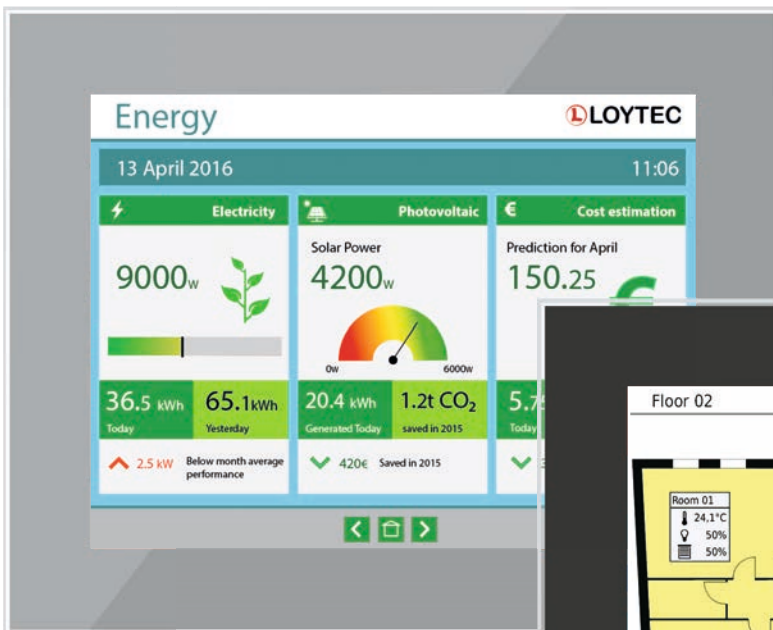 Energy
LOYTEC
13 April 2016
11:06
Electricity
9000w
36.5 kWh
Today
65.1kWh
Yesterday
2.5 kW
Below month average
performance
Photovoltaic
Solar Power
4200w
0w
6000w
20.4 kWh
Generated Today
1.2t CO₂
saved in 2015
420€ Saved in 2015
€
Cost estimation
Prediction for April
150.25
5.7
Today
Floor 02
Room 01
24,1°C
50%
50%